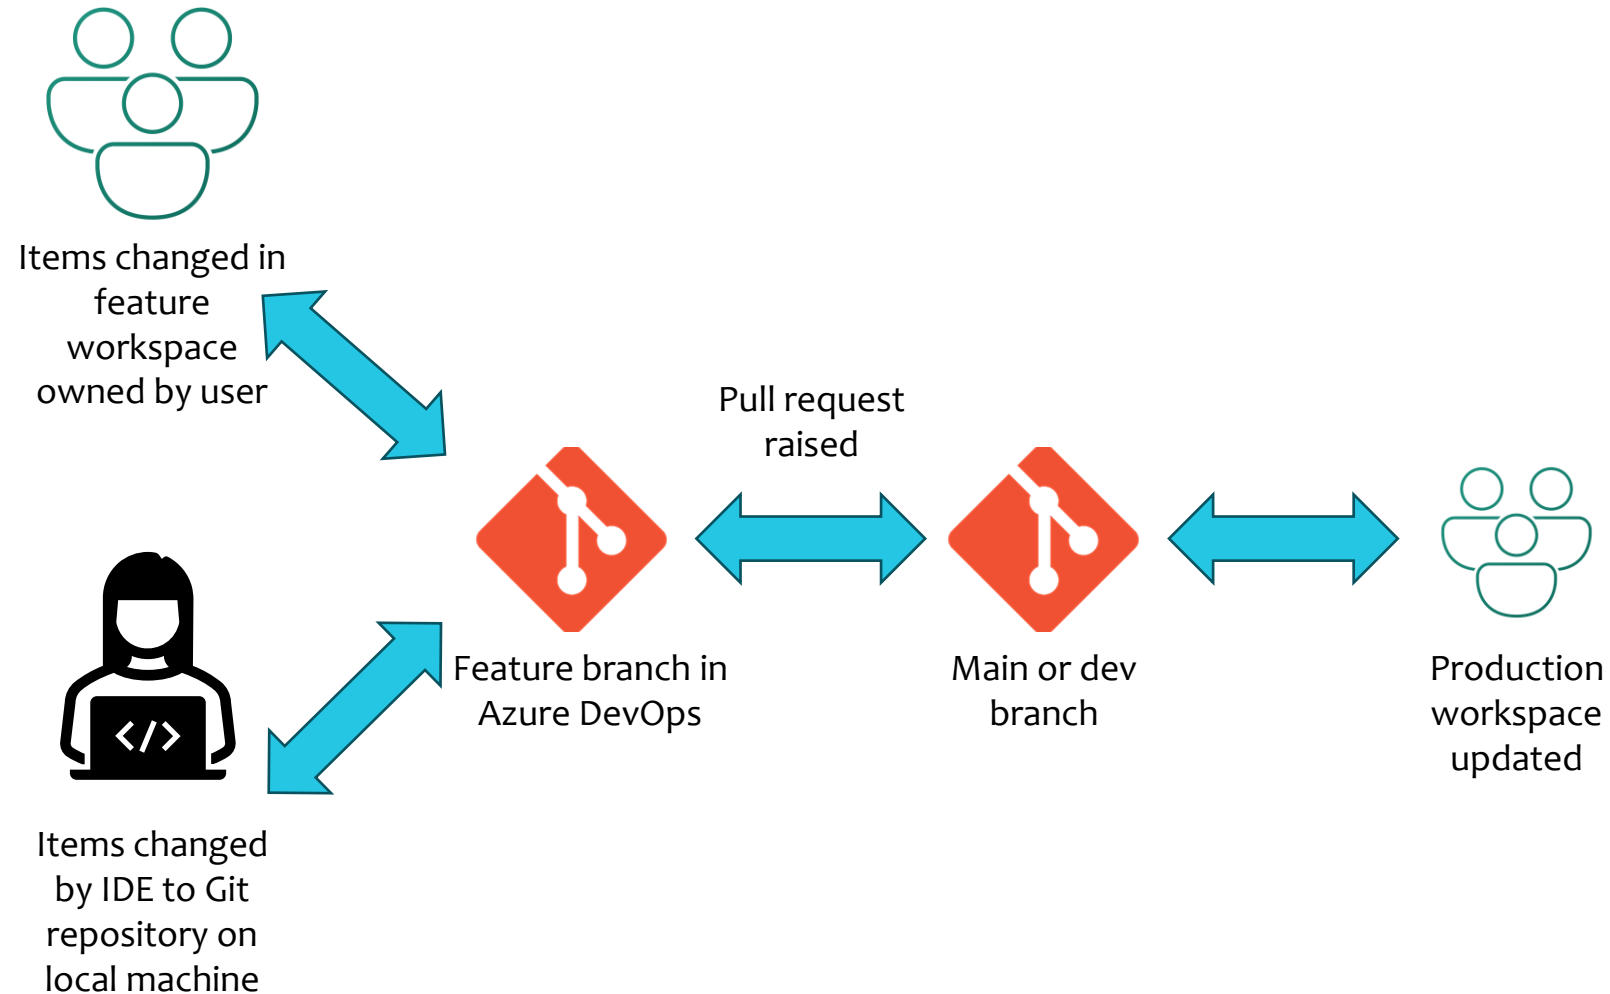 Items changed in
feature
workspace
owned by user
Pull request
raised
Feature branch in
Azure DevOps
Main or dev
branch
Production
workspace
updated
</>
Items changed
by IDE to Git
repository on
local machine